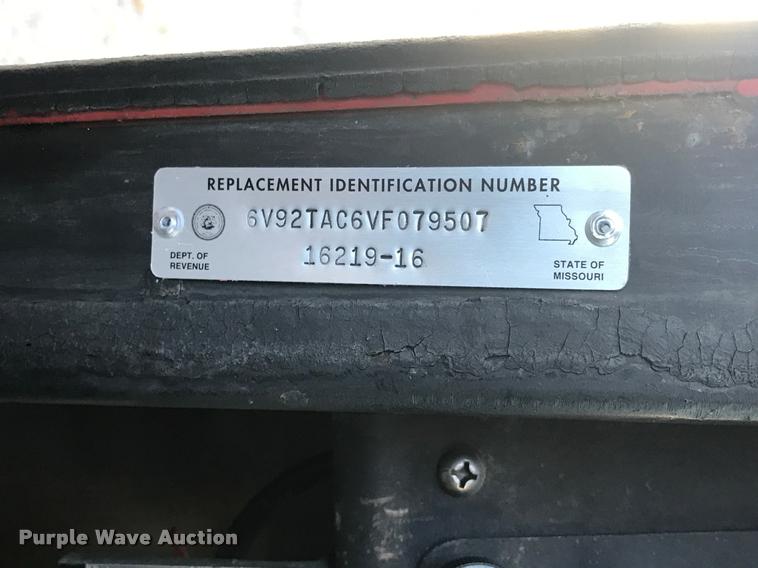 REPLACEMENT IDENTIFICATION NUMBER
6V92TAC6VF079507
16219-16
DEPT. OF
REVENUE
STATE OF
MISSOURI
Purple Wave Auction